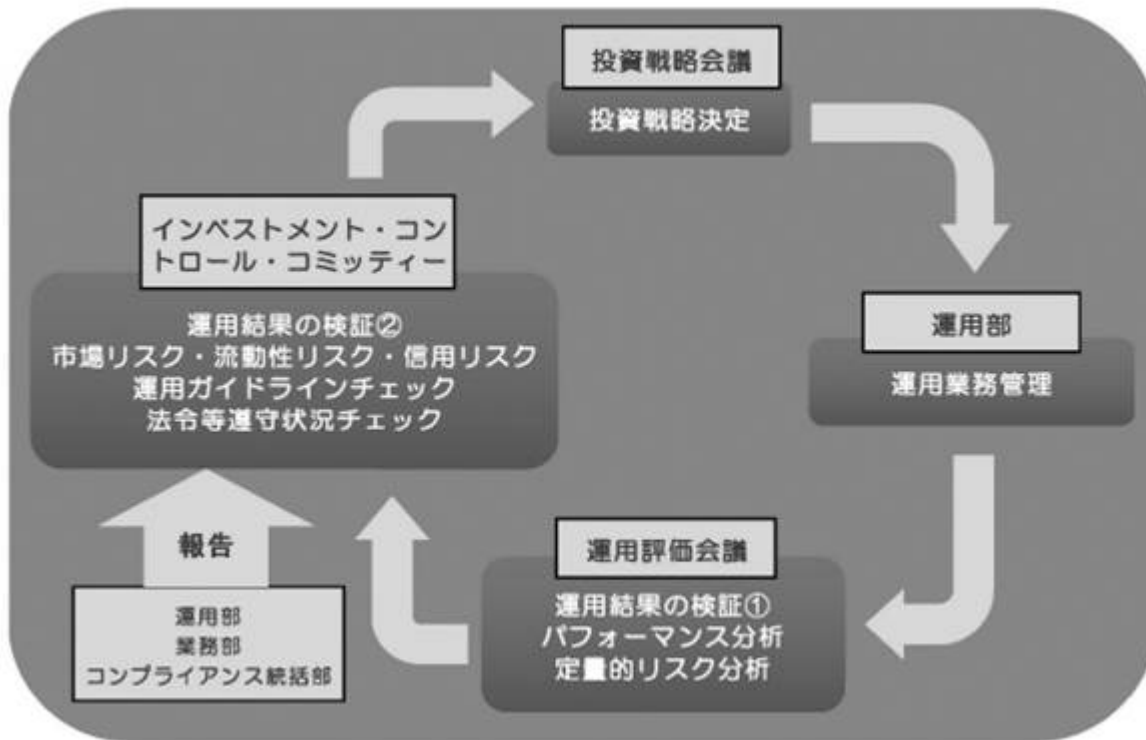 投資戦略会議
投資戦略決定
インベストメント・コン
トロール・コミッティー
運用結果の検証②
市場リスク・流動性リスク・信用リスク
運用ガイドラインチェック
法令等遵守状況チェック
運用部
運用業務管理
報告
運用部
業務部
コンプライアンス統括部
運用評価会議
運用結果の検証①
パフォーマンス分析
定量的リスク分析